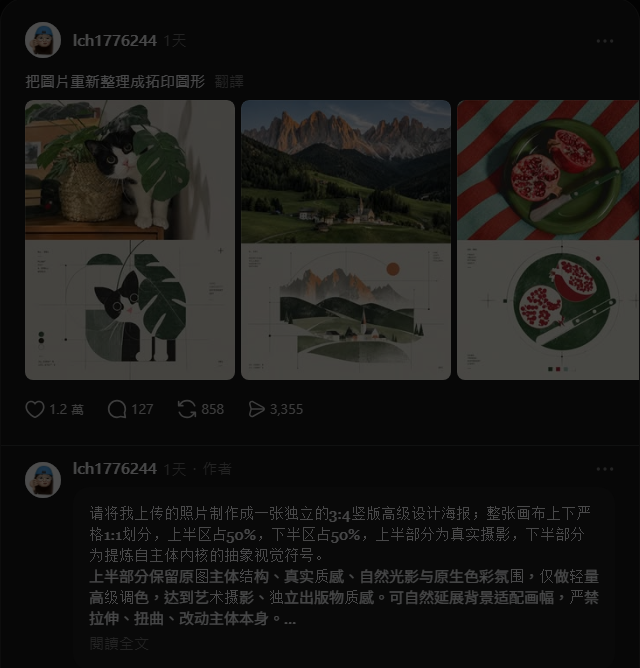 lch1776244 1天
把圖片重新整理成拓印圖形 翻譯
1.2 萬 127 858 3,355
lch1776244 1天 · 作者
请将我上传的照片制作成一张独立的3:4竖版高级设计海报；整张画布上下严
格1:1划分，上半区占50%，下半区占50%，上半部分为真实摄影，下半部分
为提炼自主体内核的抽象视觉符号。
上半部分保留原图主体结构、真实质感、自然光影与原生色彩氛围，仅做轻量
高级调色，达到艺术摄影、独立出版物质感。可自然延展背景适配画幅，严禁
拉伸、扭曲、改动主体本身。...
閱讀全文